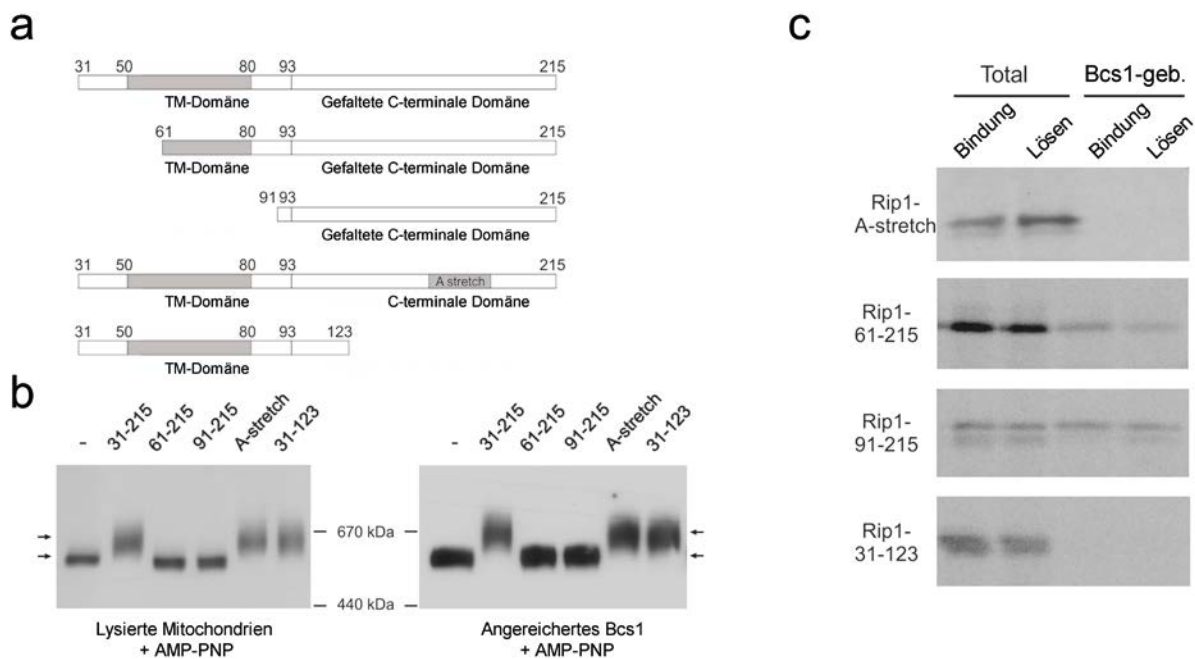 a
31 50 80 93 215
TM-Domäne Gefaltete C-terminale Domäne
61 80 93 215
TM-Domäne Gefaltete C-terminale Domäne
91 93 215
Gefaltete C-terminale Domäne
31 50 80 93 215
A stretch
TM-Domäne C-terminale Domäne
31 50 80 93 123
TM-Domäne
b
- 31-215 61-215 91-215 A-stretch 31-123
670 kDa
440 kDa
Lysierte Mitochondrien
+ AMP-PNP
- 31-215 61-215 91-215 A-stretch 31-123
Angereichertes Bcs1
+ AMP-PNP
c
Total Bcs1-geb.
Bindung Lösen Bindung Lösen
Rip1-
A-stretch
Rip1-
61-215
Rip1-
91-215
Rip1-
31-123